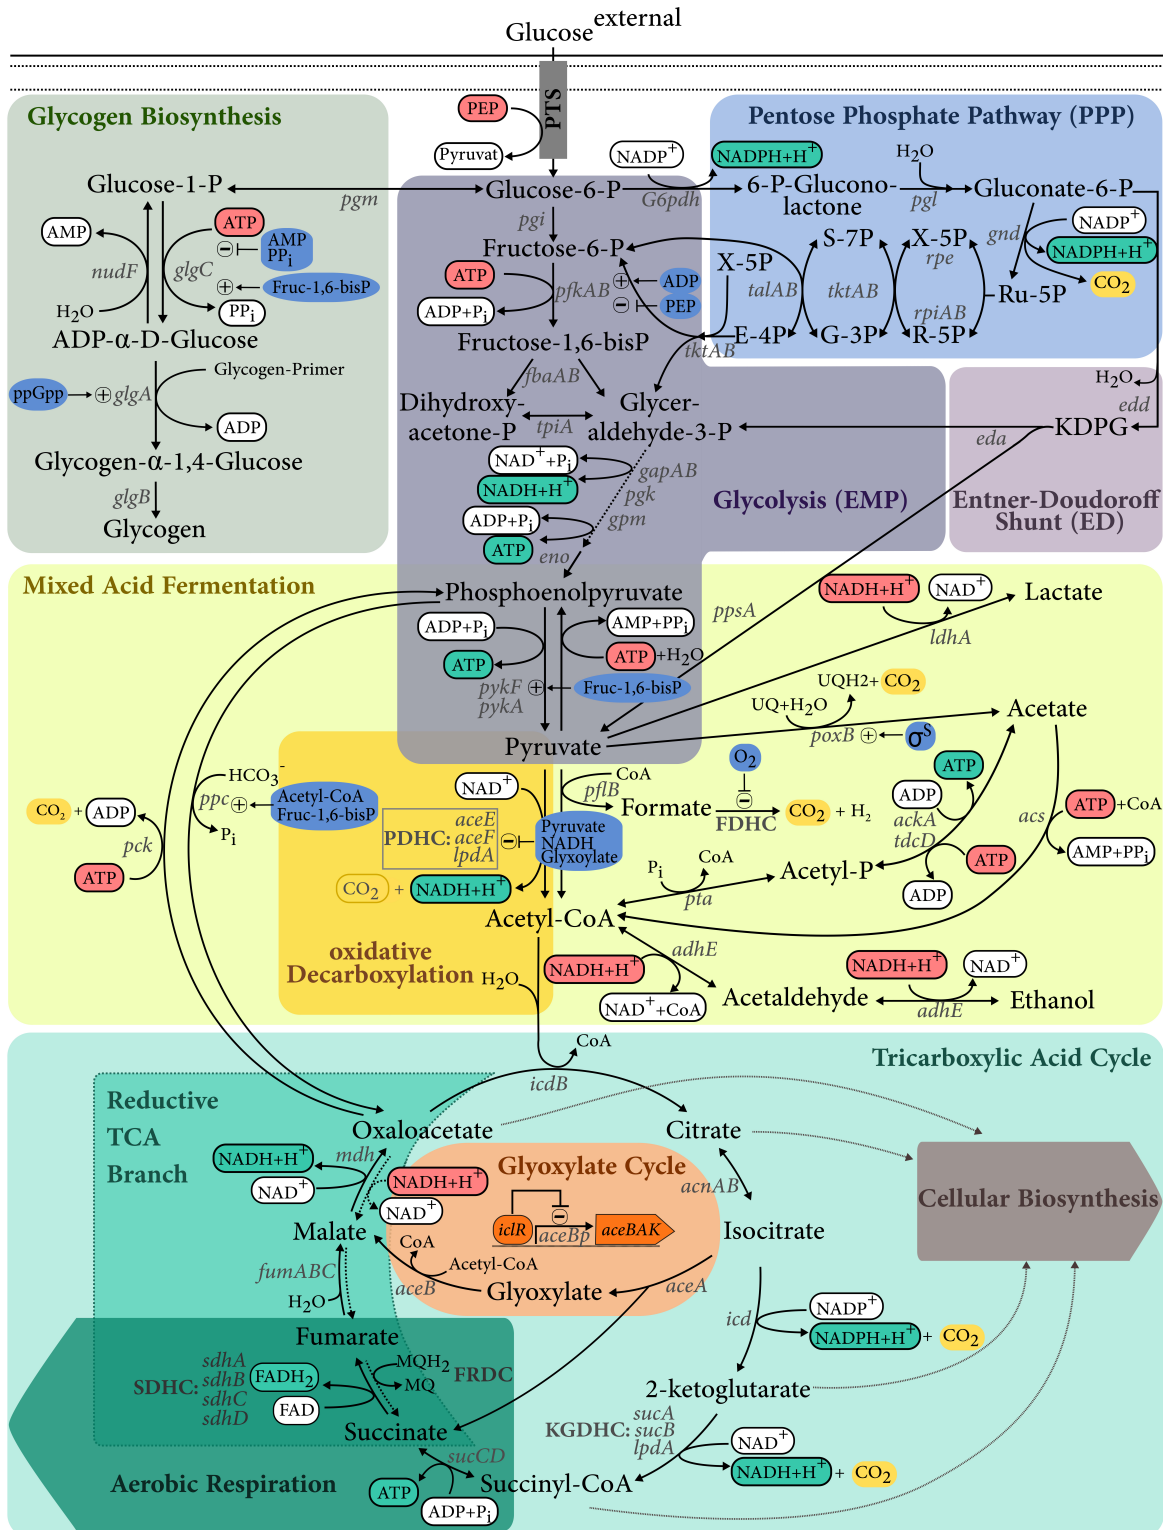 Glucose external
PTS
PEP
Pyruvat
Glycogen Biosynthesis
Glucose-1-P
pgm
AMP
ATP
⊖ AMP
PPi
nudF
glgC
⊕ Fruc-1,6-bisP
H₂O
PPi
ADP-α-D-Glucose
Glycogen-Primer
ppGpp
⊕ glgA
ADP
Glycogen-α-1,4-Glucose
glgB
Glycogen
Pentose Phosphate Pathway (PPP)
NADP⁺
NADPH+H⁺
H₂O
Glucose-6-P
G6pdh
6-P-Glucono-
lactone
pgl
Gluconate-6-P
gnd
NADP⁺
NADPH+H⁺
CO₂
S-7P
X-5P
rpe
X-5P
talAB
tktAB
Ru-5P
rpiAB
E-4P
G-3P
R-5P
tktAB
pgi
Fructose-6-P
ATP
pfkAB
⊕ ADP
⊖ PEP
ADP+Pi
Fructose-1,6-bisP
fbaAB
Dihydroxy-
acetone-P
tpiA
Glycer-
aldehyde-3-P
NAD⁺+Pi
NADH+H⁺
gapAB
pgk
gpm
ADP+Pi
ATP
eno
Glycolysis (EMP)
H₂O
edd
KDPG
eda
Entner-Doudoroff
Shunt (ED)
Mixed Acid Fermentation
Phosphoenolpyruvate
ppsA
ADP+Pi
AMP+PPi
ATP
ATP +H₂O
pykF ⊕ Fruc-1,6-bisP
pykA
Pyruvate
NADH+H⁺
NAD⁺
Lactate
ldhA
UQH2+ CO₂
UQ+H₂O
Acetate
poxB ⊕ σS
HCO₃⁻
ppc ⊕ Acetyl-CoA
Fruc-1,6-bisP
Pi
CO₂ + ADP
pck
ATP
NAD⁺
PDHC: aceE
aceF
lpdA
⊖ Pyruvate
NADH
Glyxoylate
CO₂ + NADH+H⁺
CoA
pflB
Formate
O₂
⊖
FDHC
CO₂ + H₂
ATP
ADP
ackA
tdcD
ATP
ADP
acs
ATP +CoA
AMP+PPi
Pi
CoA
pta
Acetyl-P
Acetyl-CoA
oxidative
Decarboxylation
H₂O
NADH+H⁺
NAD⁺+CoA
adhE
Acetaldehyde
NADH+H⁺
NAD⁺
adhE
Ethanol
Tricarboxylic Acid Cycle
CoA
icdB
Reductive
TCA
Branch
Oxaloacetate
Citrate
NADH+H⁺
NAD⁺
mdh
NADH+H⁺
NAD⁺
Glyoxylate Cycle
iclR
⊖
aceBp
aceBAK
acnAB
Cellular Biosynthesis
Malate
Isocitrate
CoA
Acetyl-CoA
aceB
Glyoxylate
aceA
fumABC
H₂O
icd
NADP⁺
NADPH+H⁺ + CO₂
Fumarate
SDHC: sdhA
sdhB
sdhC
sdhD
FADH₂
FAD
MQH₂
MQ
FRDC
Succinate
2-ketoglutarate
KGDHC: sucA
sucB
lpdA
NAD⁺
NADH+H⁺ + CO₂
sucCD
Succinyl-CoA
ATP
ADP+Pi
Aerobic Respiration